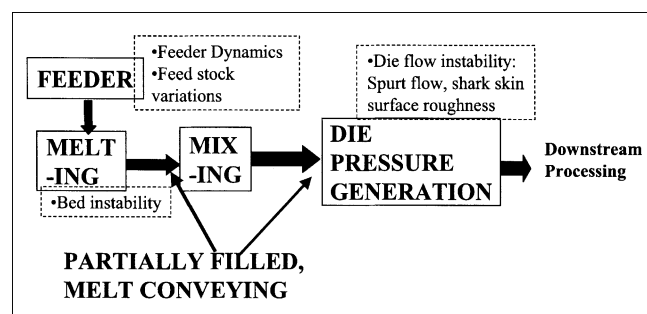 •Feeder Dynamics
•Feed stock
variations
FEEDER
•Die flow instability:
Spurt flow, shark skin
surface roughness
MELT
-ING
MIX
-ING
DIE
PRESSURE
GENERATION
Downstream
Processing
•Bed instability
PARTIALLY FILLED,
MELT CONVEYING